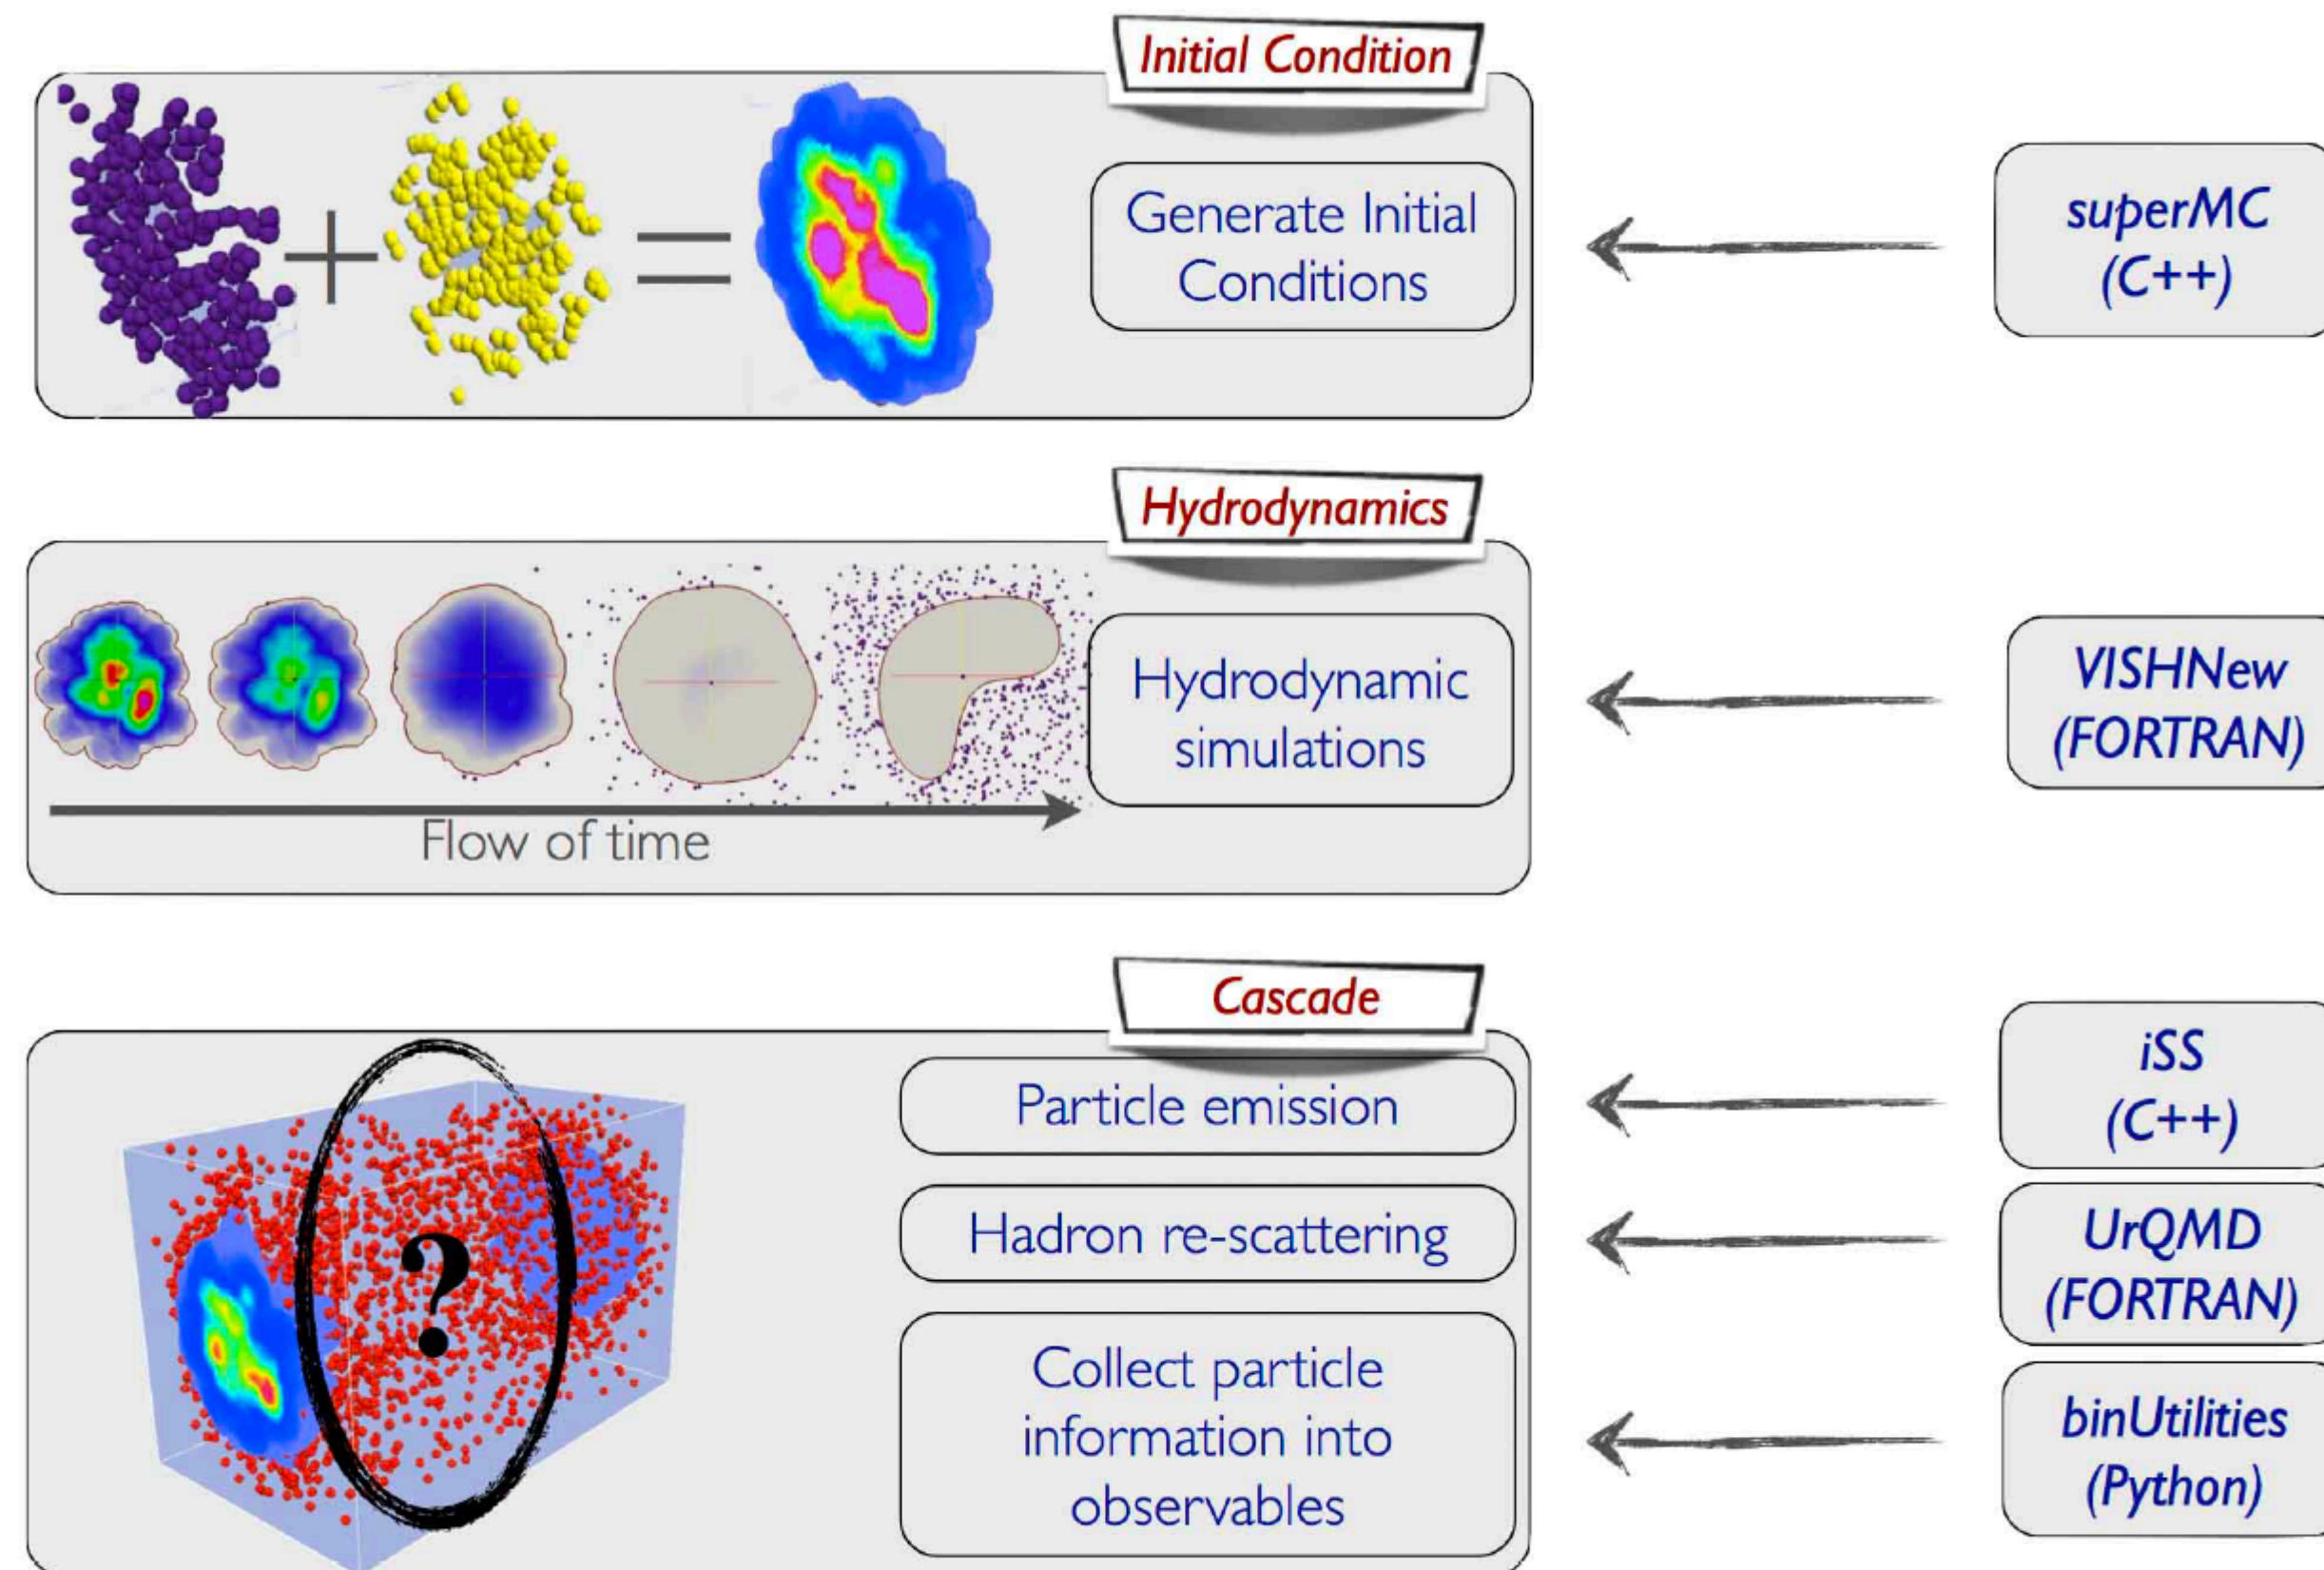 Initial Condition
+
=
Generate Initial
Conditions
superMC
(C++)
Hydrodynamics
Hydrodynamic
simulations
Flow of time
VISHNew
(FORTRAN)
Cascade
?
Particle emission
iSS
(C++)
Hadron re-scattering
UrQMD
(FORTRAN)
Collect particle
information into
observables
binUtilities
(Python)